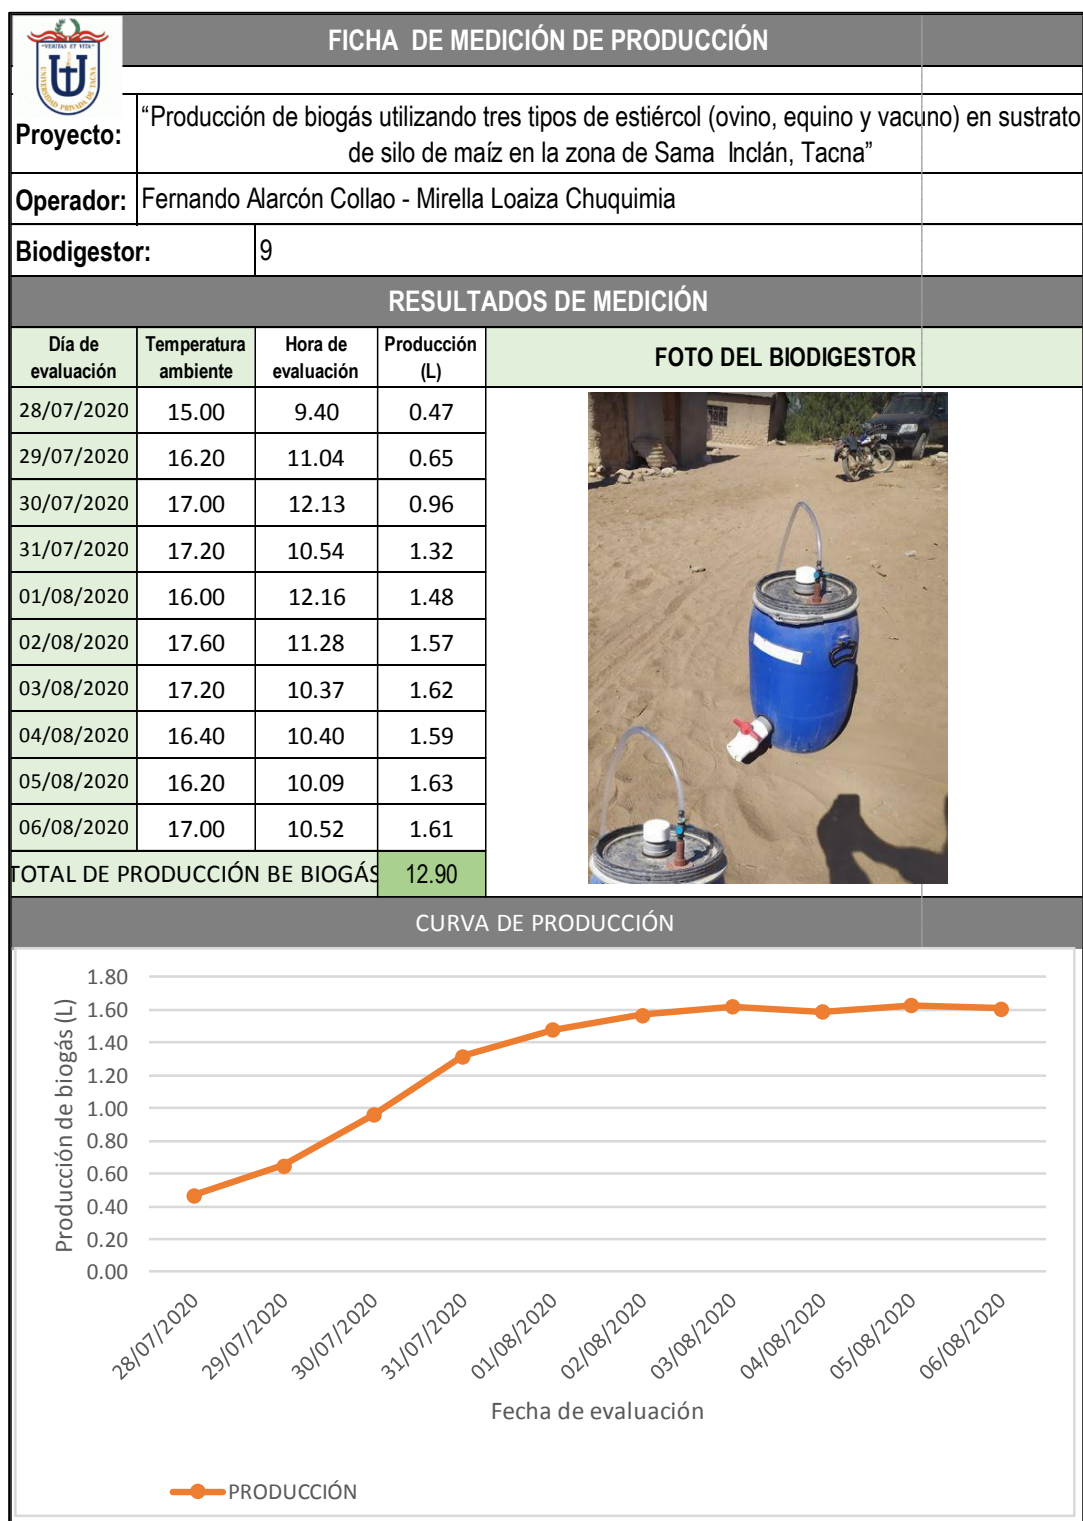 "VERITAS ET VITA"
UNIVERSIDAD PRIVADA DE TACNA
FICHA DE MEDICIÓN DE PRODUCCIÓN
Proyecto:
“Producción de biogás utilizando tres tipos de estiércol (ovino, equino y vacuno) en sustrato
de silo de maíz en la zona de Sama Inclán, Tacna”
Operador: Fernando Alarcón Collao - Mirella Loaiza Chuquimia
Biodigestor: 9
RESULTADOS DE MEDICIÓN
Día de evaluación Temperatura ambiente Hora de evaluación Producción (L) FOTO DEL BIODIGESTOR
28/07/2020 15.00 9.40 0.47
29/07/2020 16.20 11.04 0.65
30/07/2020 17.00 12.13 0.96
31/07/2020 17.20 10.54 1.32
01/08/2020 16.00 12.16 1.48
02/08/2020 17.60 11.28 1.57
03/08/2020 17.20 10.37 1.62
04/08/2020 16.40 10.40 1.59
05/08/2020 16.20 10.09 1.63
06/08/2020 17.00 10.52 1.61
TOTAL DE PRODUCCIÓN BE BIOGÁS 12.90
CURVA DE PRODUCCIÓN
Producción de biogás (L)
1.80
1.60
1.40
1.20
1.00
0.80
0.60
0.40
0.20
0.00
28/07/2020 29/07/2020 30/07/2020 31/07/2020 01/08/2020 02/08/2020 03/08/2020 04/08/2020 05/08/2020 06/08/2020
Fecha de evaluación
PRODUCCIÓN